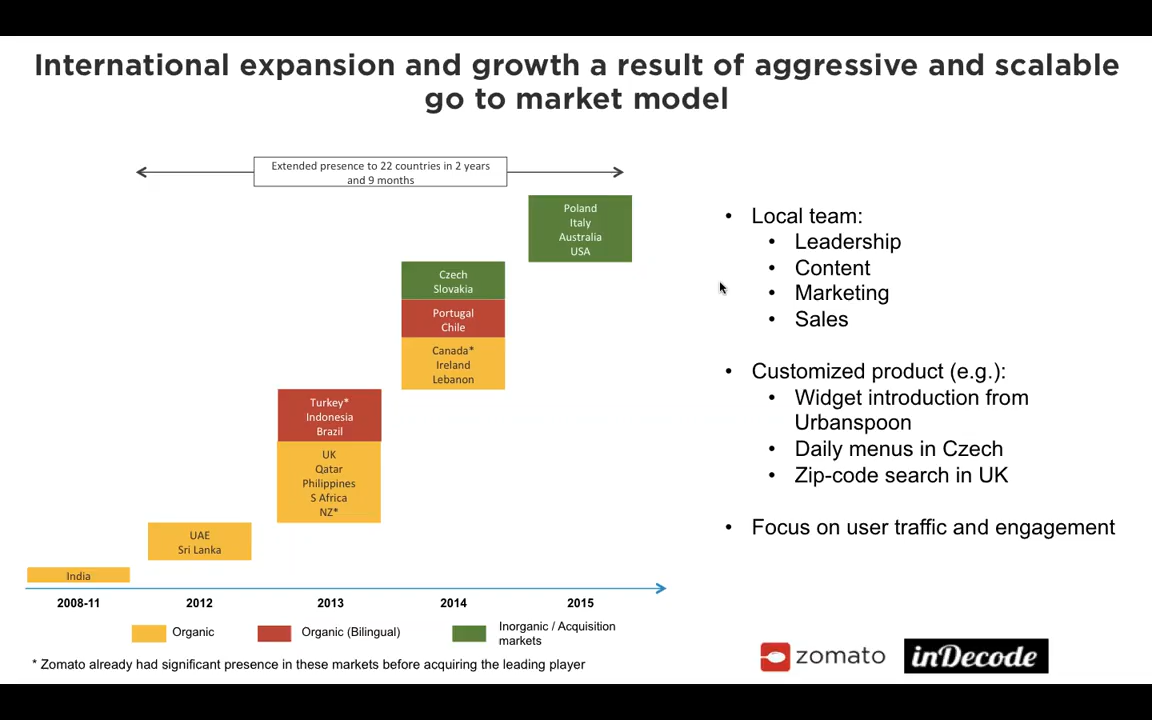 International expansion and growth a result of aggressive and scalable
go to market model
Extended presence to 22 countries in 2 years
and 9 months
Poland
Italy
Australia
USA
Czech
Slovakia
Portugal
Chile
Canada*
Ireland
Lebanon
Turkey*
Indonesia
Brazil
UK
Qatar
Philippines
S Africa
NZ*
UAE
Sri Lanka
India
2008-11
2012
2013
2014
2015
Organic
Organic (Bilingual)
Inorganic / Acquisition
markets
* Zomato already had significant presence in these markets before acquiring the leading player
• Local team:
• Leadership
• Content
• Marketing
• Sales
• Customized product (e.g.):
• Widget introduction from
Urbanspoon
• Daily menus in Czech
• Zip-code search in UK
• Focus on user traffic and engagement
zomato
inDecode